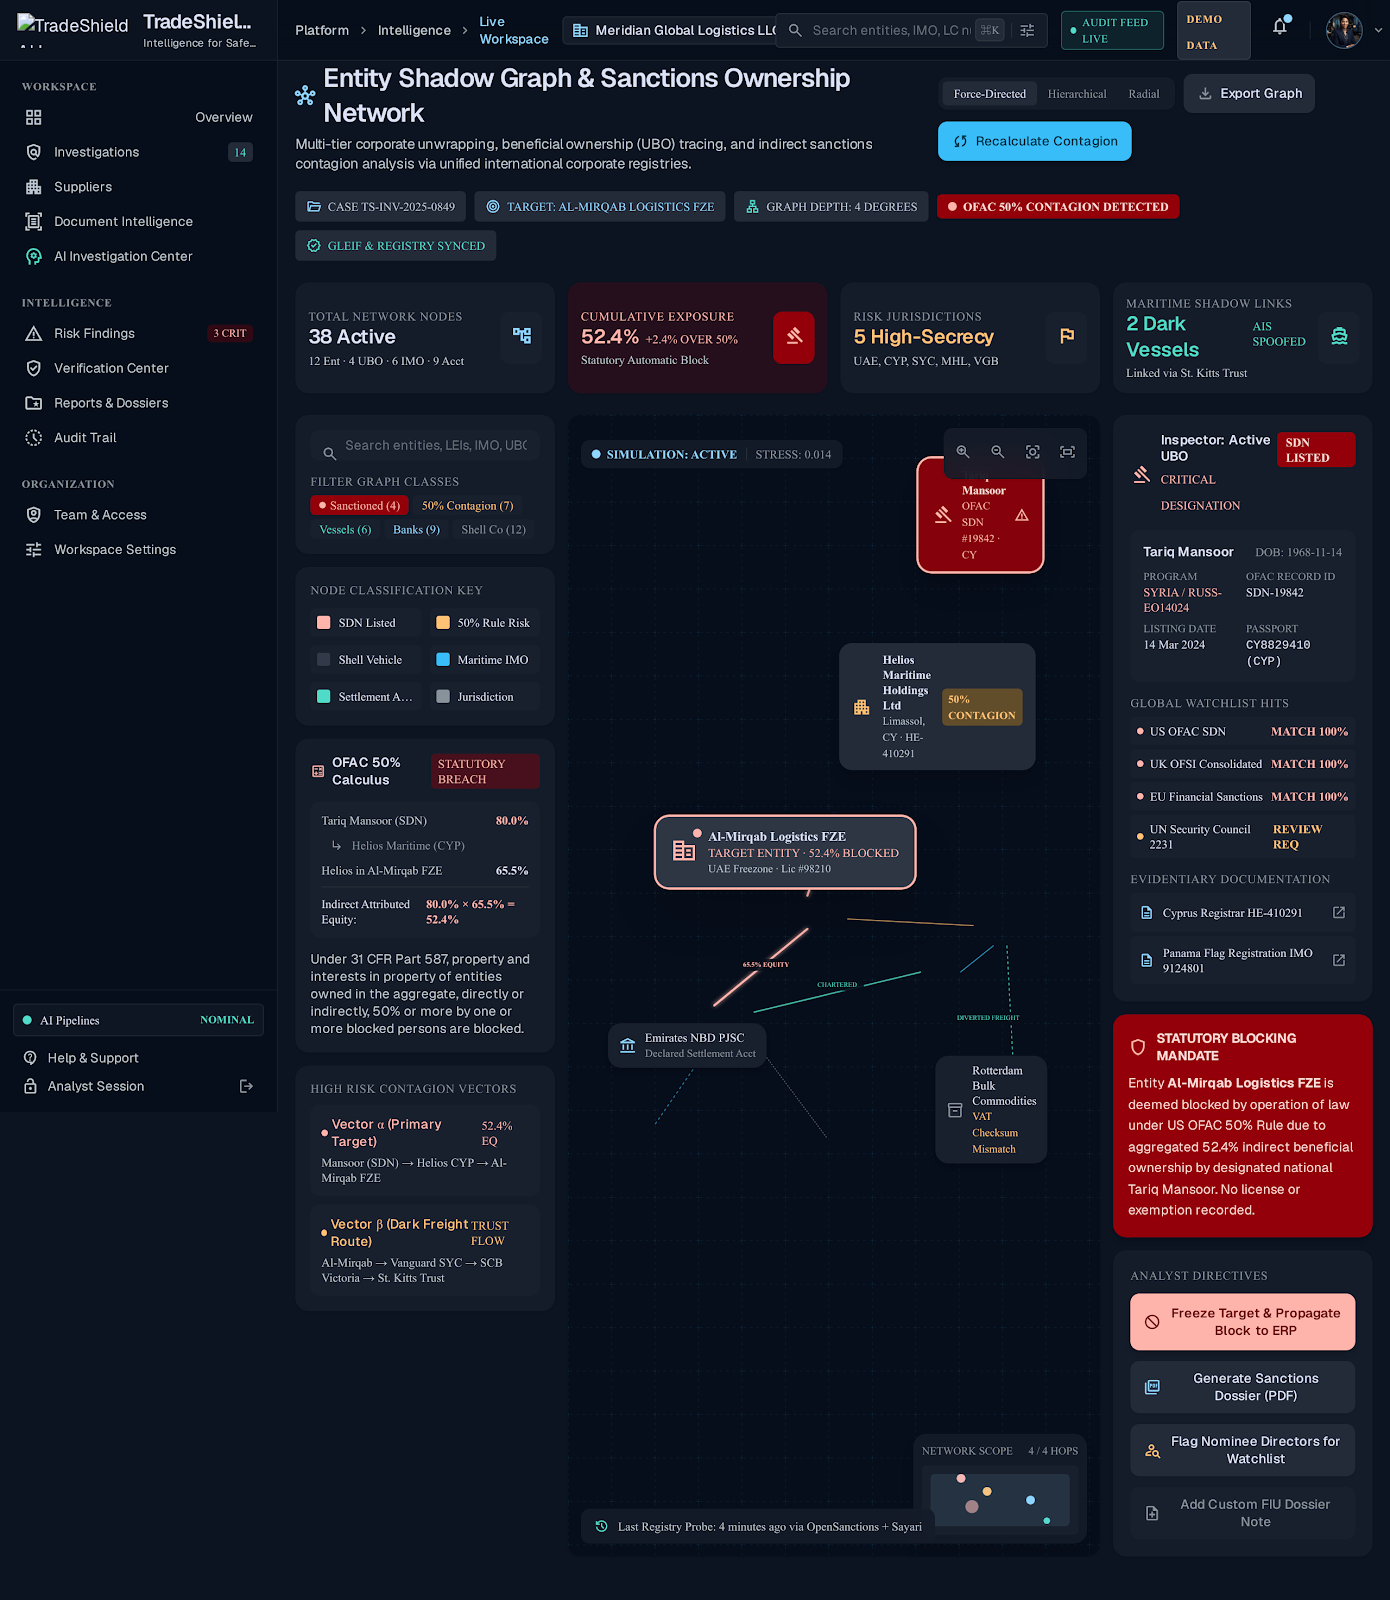 TradeShield
TradeShiel…
Intelligence for Safe…
WORKSPACE
Overview
Investigations
14
Suppliers
Document Intelligence
AI Investigation Center
INTELLIGENCE
Risk Findings
3 CRIT
Verification Center
Reports & Dossiers
Audit Trail
ORGANIZATION
Team & Access
Workspace Settings
AI Pipelines
NOMINAL
Help & Support
Analyst Session
Platform
Intelligence
Live
Workspace
Meridian Global Logistics LLC
Search entities, IMO, LC n
⌘K
AUDIT FEED
LIVE
DEMO
DATA
Entity Shadow Graph & Sanctions Ownership
Network
Multi-tier corporate unwrapping, beneficial ownership (UBO) tracing, and indirect sanctions
contagion analysis via unified international corporate registries.
Force-Directed
Hierarchical
Radial
Export Graph
Recalculate Contagion
CASE TS-INV-2025-0849
TARGET: AL-MIRQAB LOGISTICS FZE
GRAPH DEPTH: 4 DEGREES
OFAC 50% CONTAGION DETECTED
GLEIF & REGISTRY SYNCED
TOTAL NETWORK NODES
38 Active
12 Ent · 4 UBO · 6 IMO · 9 Acct
CUMULATIVE EXPOSURE
52.4% +2.4% OVER 50%
Statutory Automatic Block
RISK JURISDICTIONS
5 High-Secrecy
UAE, CYP, SYC, MHL, VGB
MARITIME SHADOW LINKS
2 Dark
Vessels
AIS
SPOOFED
Linked via St. Kitts Trust
Search entities, LEIs, IMO, UBO
FILTER GRAPH CLASSES
Sanctioned (4)
50% Contagion (7)
Vessels (6)
Banks (9)
Shell Co (12)
NODE CLASSIFICATION KEY
SDN Listed
50% Rule Risk
Shell Vehicle
Maritime IMO
Settlement A…
Jurisdiction
OFAC 50%
Calculus
STATUTORY
BREACH
Tariq Mansoor (SDN)
80.0%
↳ Helios Maritime (CYP)
Helios in Al-Mirqab FZE
65.5%
Indirect Attributed
Equity:
80.0% × 65.5% =
52.4%
Under 31 CFR Part 587, property and
interests in property of entities
owned in the aggregate, directly or
indirectly, 50% or more by one or
more blocked persons are blocked.
HIGH RISK CONTAGION VECTORS
Vector α (Primary
Target)
52.4%
EQ
Mansoor (SDN) → Helios CYP → Al-
Mirqab FZE
Vector β (Dark Freight
Route)
TRUST
FLOW
Al-Mirqab → Vanguard SYC → SCB
Victoria → St. Kitts Trust
SIMULATION: ACTIVE
STRESS: 0.014
Mansoor
OFAC
SDN
#19842 ·
CY
Helios
Maritime
Holdings
Ltd
Limassol,
CY · HE-
410291
50%
CONTAGION
Al-Mirqab Logistics FZE
TARGET ENTITY · 52.4% BLOCKED
UAE Freezone · Lic #98210
65.5% EQUITY
CHARTERED
DIVERTED FREIGHT
Emirates NBD PJSC
Declared Settlement Acct
Rotterdam
Bulk
Commodities
VAT
Checksum
Mismatch
NETWORK SCOPE
4 / 4 HOPS
Last Registry Probe: 4 minutes ago via OpenSanctions + Sayari
Inspector: Active
UBO
SDN
LISTED
CRITICAL
DESIGNATION
Tariq Mansoor
DOB: 1968-11-14
PROGRAM
SYRIA / RUSS-
EO14024
OFAC RECORD ID
SDN-19842
LISTING DATE
14 Mar 2024
PASSPORT
CY8829410
(CYP)
GLOBAL WATCHLIST HITS
US OFAC SDN
MATCH 100%
UK OFSI Consolidated
MATCH 100%
EU Financial Sanctions
MATCH 100%
UN Security Council
2231
REVIEW
REQ
EVIDENTIARY DOCUMENTATION
Cyprus Registrar HE-410291
Panama Flag Registration IMO
9124801
STATUTORY BLOCKING
MANDATE
Entity Al-Mirqab Logistics FZE is
deemed blocked by operation of law
under US OFAC 50% Rule due to
aggregated 52.4% indirect beneficial
ownership by designated national
Tariq Mansoor. No license or
exemption recorded.
ANALYST DIRECTIVES
Freeze Target & Propagate
Block to ERP
Generate Sanctions
Dossier (PDF)
Flag Nominee Directors for
Watchlist
Add Custom FIU Dossier
Note